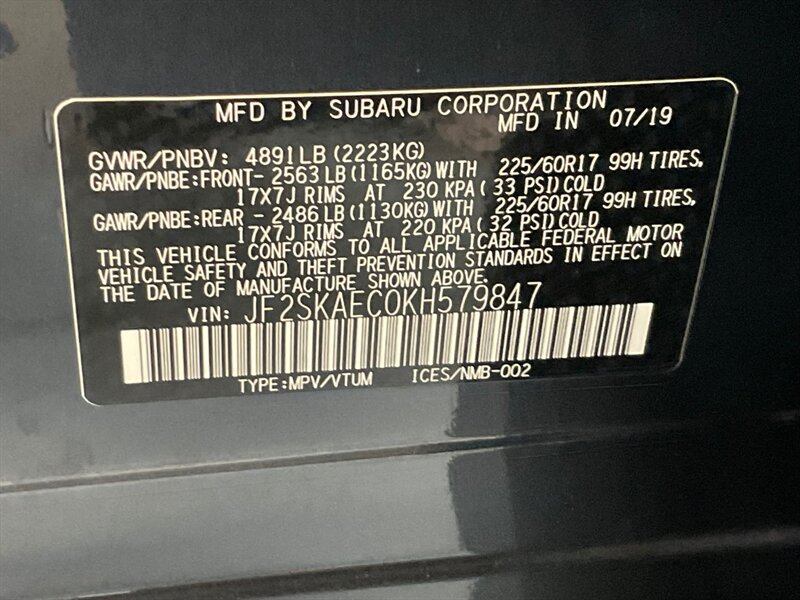 MFD BY SUBARU CORPORATION
MFD IN 07/19
GVWR/PNBV: 4891LB(2223KG)
GAWR/PNBE:FRONT- 2563LB(1165KG)WITH 225/60R17 99H TIRES,
17X7J RIMS AT 230 KPA(33 PSI)COLD
GAWR/PNBE:REAR - 2486LB(1130KG)WITH 225/60R17 99H TIRES,
17X7J RIMS AT 220 KPA(32 PSI)COLD
THIS VEHICLE CONFORMS TO ALL APPLICABLE FEDERAL MOTOR
VEHICLE SAFETY AND THEFT PREVENTION STANDARDS IN EFFECT ON
THE DATE OF MANUFACTURE SHOWN ABOVE.
VIN: JF2SKAEC0KH579847
TYPE:MPV/VTUM ICES/NMB-002